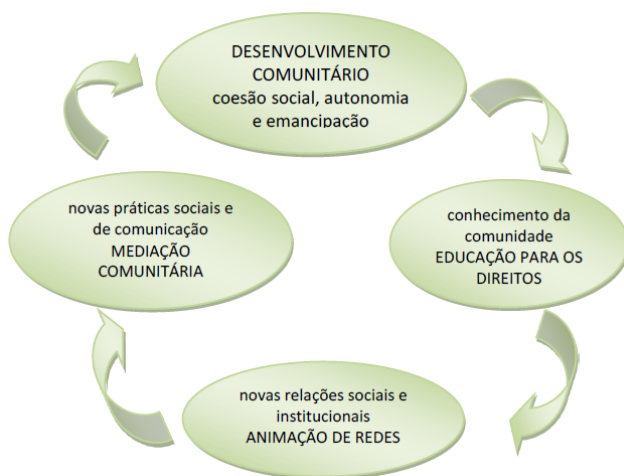 DESENVOLVIMENTO
COMUNITÁRIO
coesão social, autonomia
e emancipação
novas práticas sociais e
de comunicação
MEDIAÇÃO
COMUNITÁRIA
conhecimento da
comunidade
EDUCAÇÃO PARA OS
DIREITOS
novas relações sociais e
institucionais
ANIMAÇÃO DE REDES